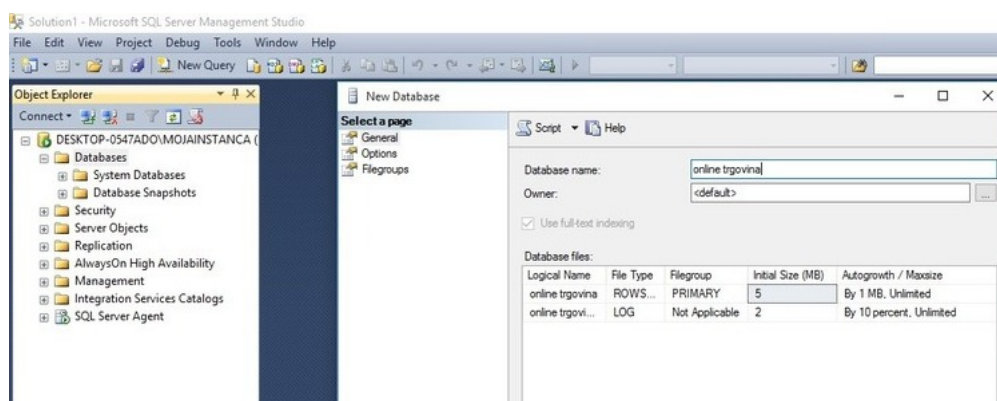 Solution1 - Microsoft SQL Server Management Studio
File Edit View Project Debug Tools Window Help
New Query
Object Explorer
Connect
DESKTOP-0547ADO\MOJAINSTANCA (
Databases
System Databases
Database Snapshots
Security
Server Objects
Replication
AlwaysOn High Availability
Management
Integration Services Catalogs
SQL Server Agent
New Database
Select a page
General
Options
Filegroups
Script Help
Database name: online trgovina
Owner: <default> ...
Use full-text indexing
Database files:
Logical Name File Type Filegroup Initial Size (MB) Autogrowth / Maxsize
online trgovina ROWS... PRIMARY 5 By 1 MB, Unlimited
online trgovi... LOG Not Applicable 2 By 10 percent, Unlimited